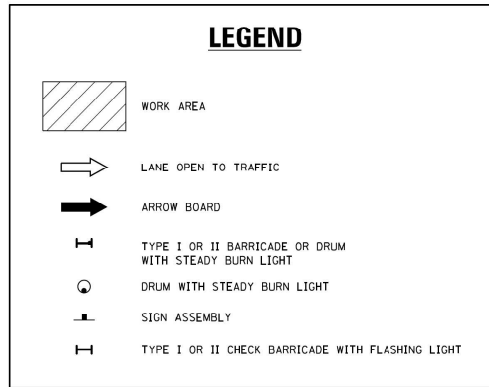 LEGEND
WORK AREA
LANE OPEN TO TRAFFIC
ARROW BOARD
TYPE I OR II BARRICADE OR DRUM
WITH STEADY BURN LIGHT
DRUM WITH STEADY BURN LIGHT
SIGN ASSEMBLY
TYPE I OR II CHECK BARRICADE WITH FLASHING LIGHT